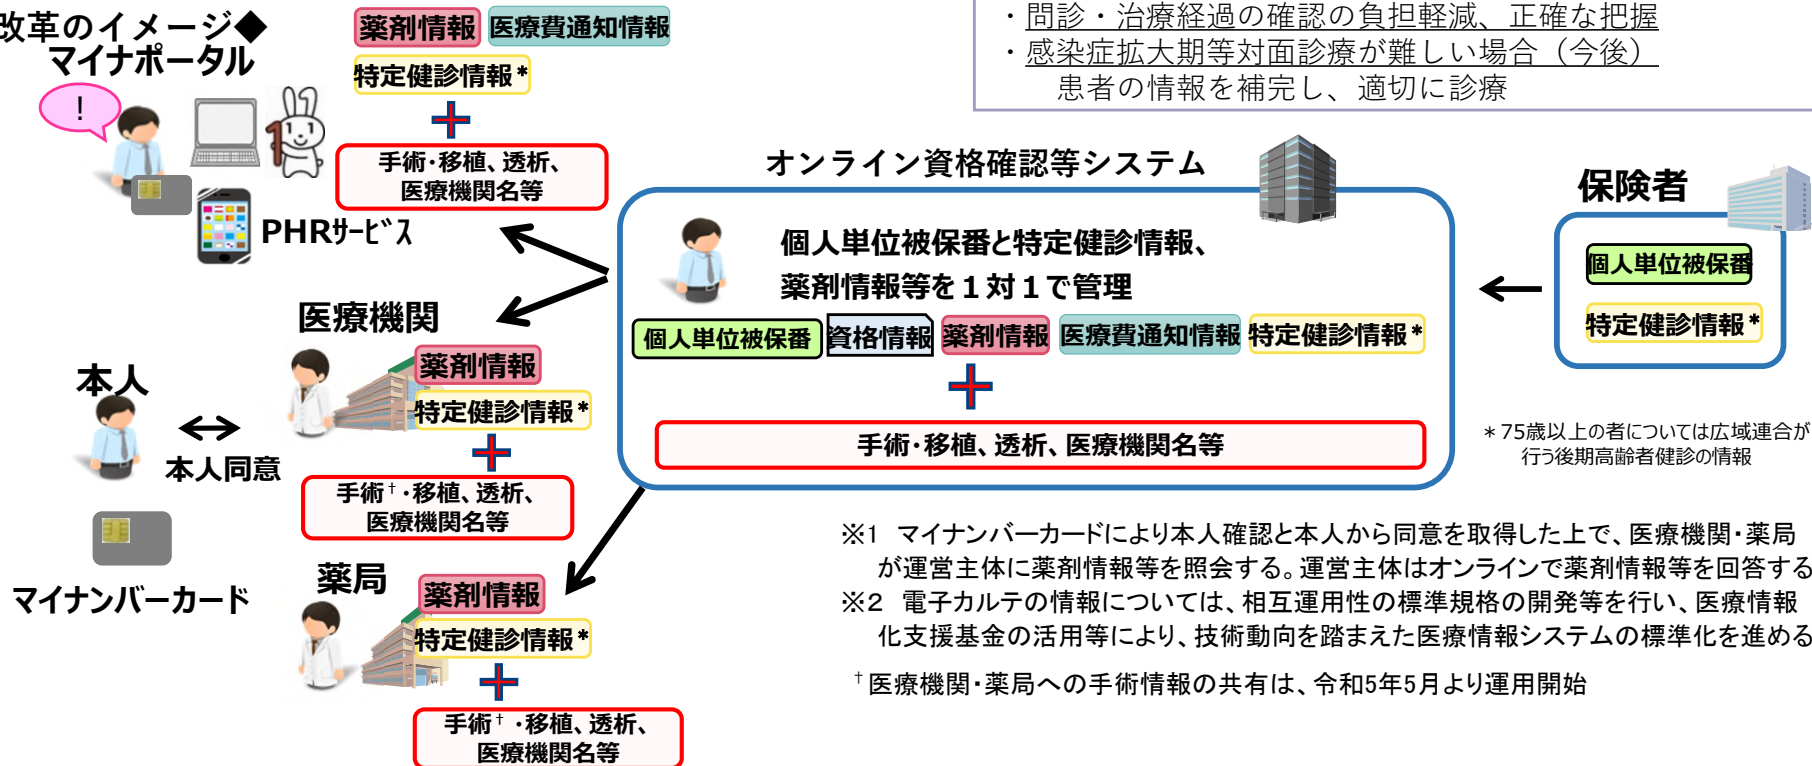 改革のイメージ◆
マイナポータル
!
薬剤情報 医療費通知情報
特定健診情報*
手術・移植、透析、
医療機関名等
PHRサービス
・問診・治療経過の確認の負担軽減、正確な把握
・感染症拡大期等対面診療が難しい場合（今後）
患者の情報を補完し、適切に診療
オンライン資格確認等システム
個人単位被保番と特定健診情報、
薬剤情報等を１対１で管理
個人単位被保番 資格情報 薬剤情報 医療費通知情報 特定健診情報*
手術・移植、透析、医療機関名等
保険者
個人単位被保番
特定健診情報*
＊75歳以上の者については広域連合が
行う後期高齢者健診の情報
医療機関
薬剤情報
特定健診情報*
手術†・移植、透析、
医療機関名等
本人
本人同意
マイナンバーカード
薬局
薬剤情報
特定健診情報*
手術†・移植、透析、
医療機関名等
※1　マイナンバーカードにより本人確認と本人から同意を取得した上で、医療機関・薬局
が運営主体に薬剤情報等を照会する。運営主体はオンラインで薬剤情報等を回答する
※2　電子カルテの情報については、相互運用性の標準規格の開発等を行い、医療情報
化支援基金の活用等により、技術動向を踏まえた医療情報システムの標準化を進める
†医療機関・薬局への手術情報の共有は、令和5年5月より運用開始